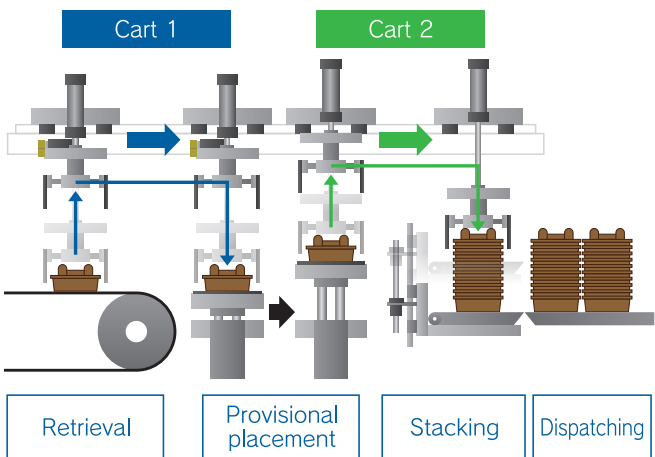 Cart 1
Cart 2
Retrieval
Provisional
placement
Stacking
Dispatching